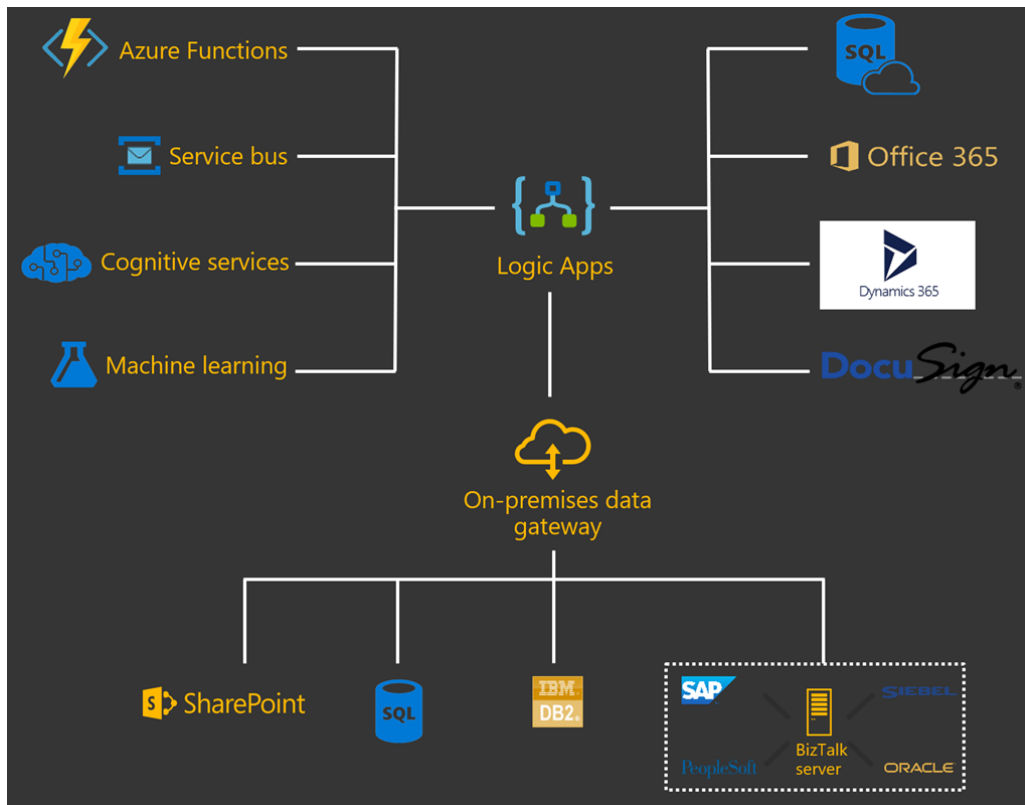 Azure Functions
SQL
Service bus
Office 365
Cognitive services
Logic Apps
Dynamics 365
Machine learning
DocuSign®
On-premises data
gateway
SharePoint
S
SQL
IBM
DB2®
SAP
SIEBEL
BizTalk
server
PeopleSoft
ORACLE